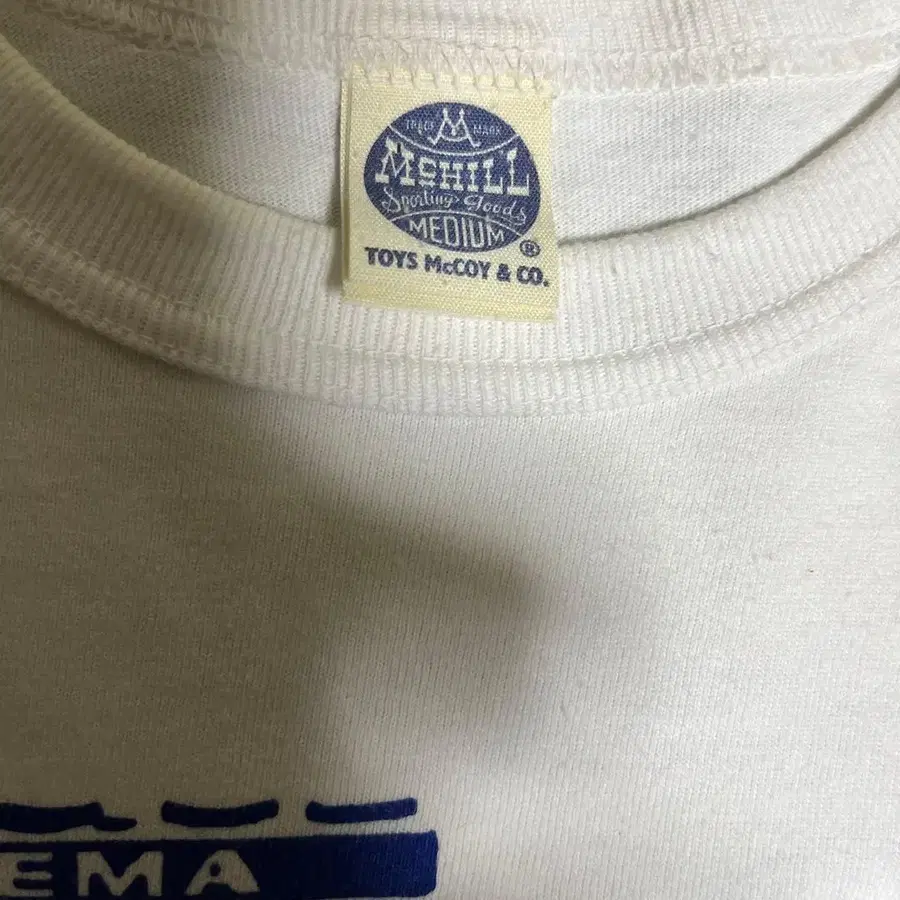 TRADE MARK
McHILL
Sporting Goods
MEDIUM
®
TOYS McCOY & CO.
EMA